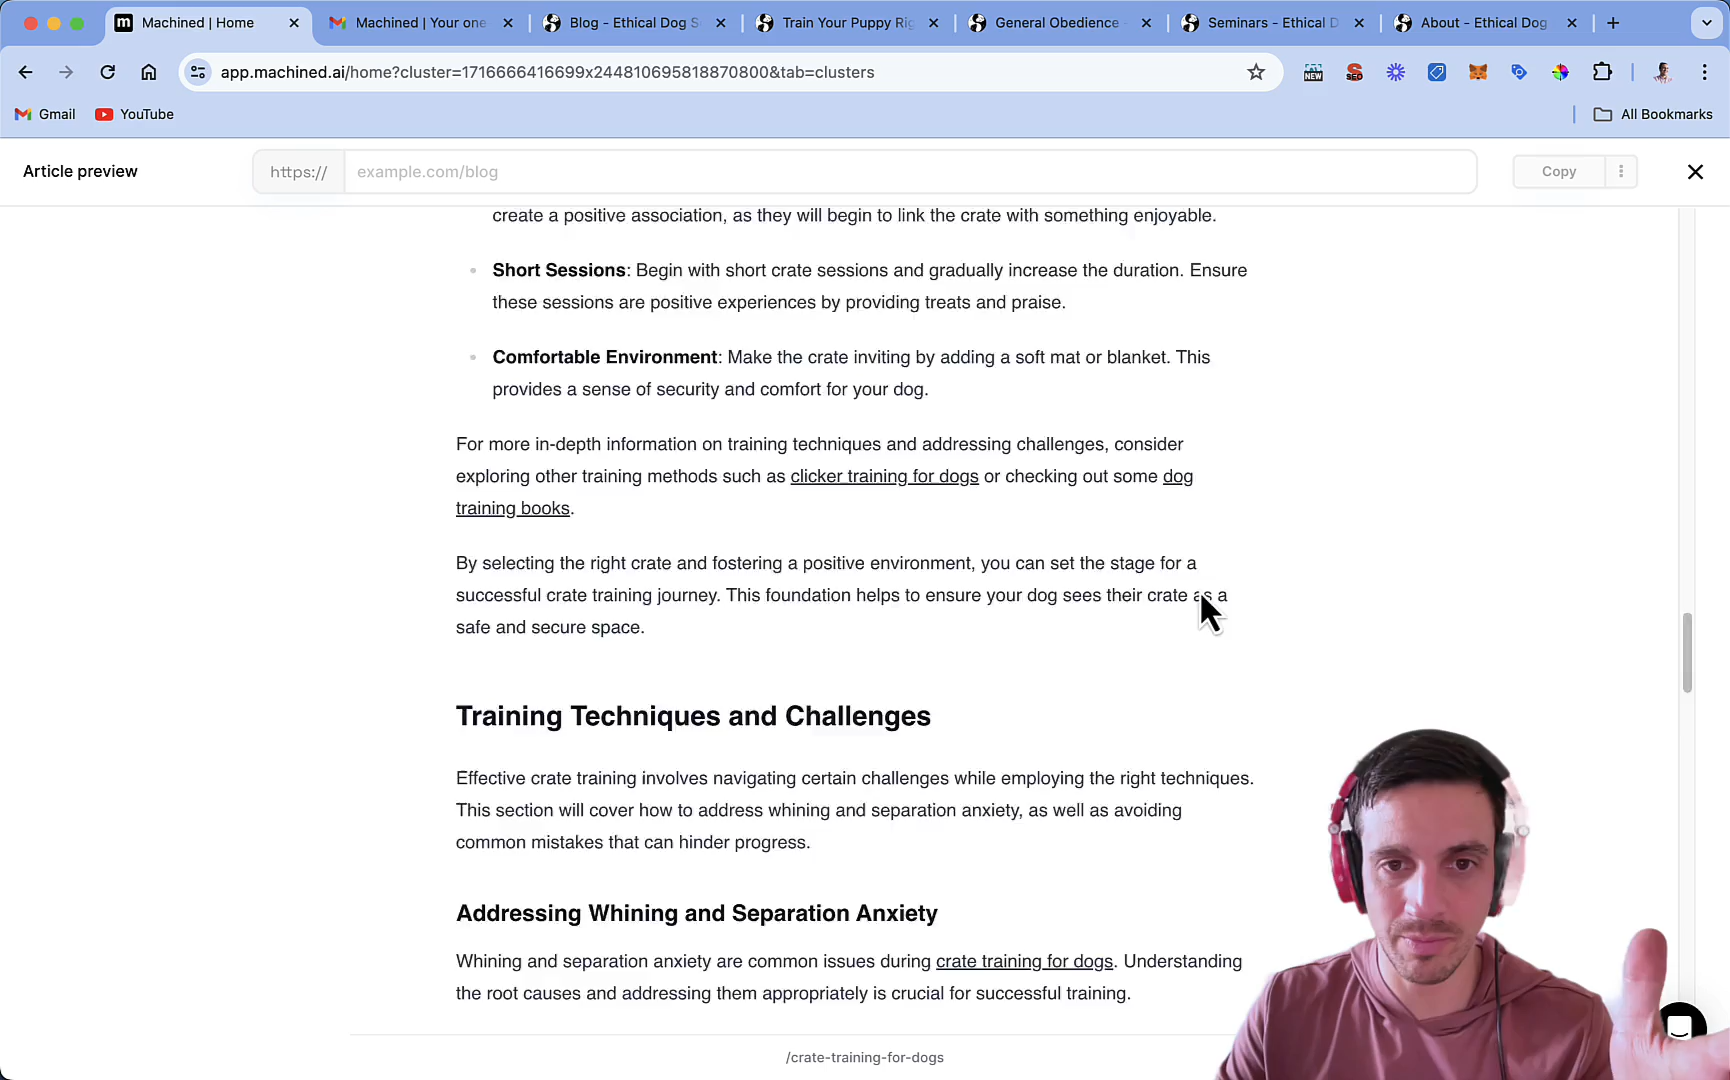 Machined | Home
Machined | Your one
Blog - Ethical Dog S
Train Your Puppy Rig
General Obedience -
Seminars - Ethical D
About - Ethical Dog
app.machined.ai/home?cluster=1716666416699x244810695818870800&tab=clusters
NEW
SEO
Gmail
YouTube
All Bookmarks
Article preview
https://
example.com/blog
Copy
create a positive association, as they will begin to link the crate with something enjoyable.
Short Sessions: Begin with short crate sessions and gradually increase the duration. Ensure
these sessions are positive experiences by providing treats and praise.
Comfortable Environment: Make the crate inviting by adding a soft mat or blanket. This
provides a sense of security and comfort for your dog.
For more in-depth information on training techniques and addressing challenges, consider
exploring other training methods such as clicker training for dogs or checking out some dog
training books.
By selecting the right crate and fostering a positive environment, you can set the stage for a
successful crate training journey. This foundation helps to ensure your dog sees their crate as a
safe and secure space.
Training Techniques and Challenges
Effective crate training involves navigating certain challenges while employing the right techniques.
This section will cover how to address whining and separation anxiety, as well as avoiding
common mistakes that can hinder progress.
Addressing Whining and Separation Anxiety
Whining and separation anxiety are common issues during crate training for dogs. Understanding
the root causes and addressing them appropriately is crucial for successful training.
/crate-training-for-dogs